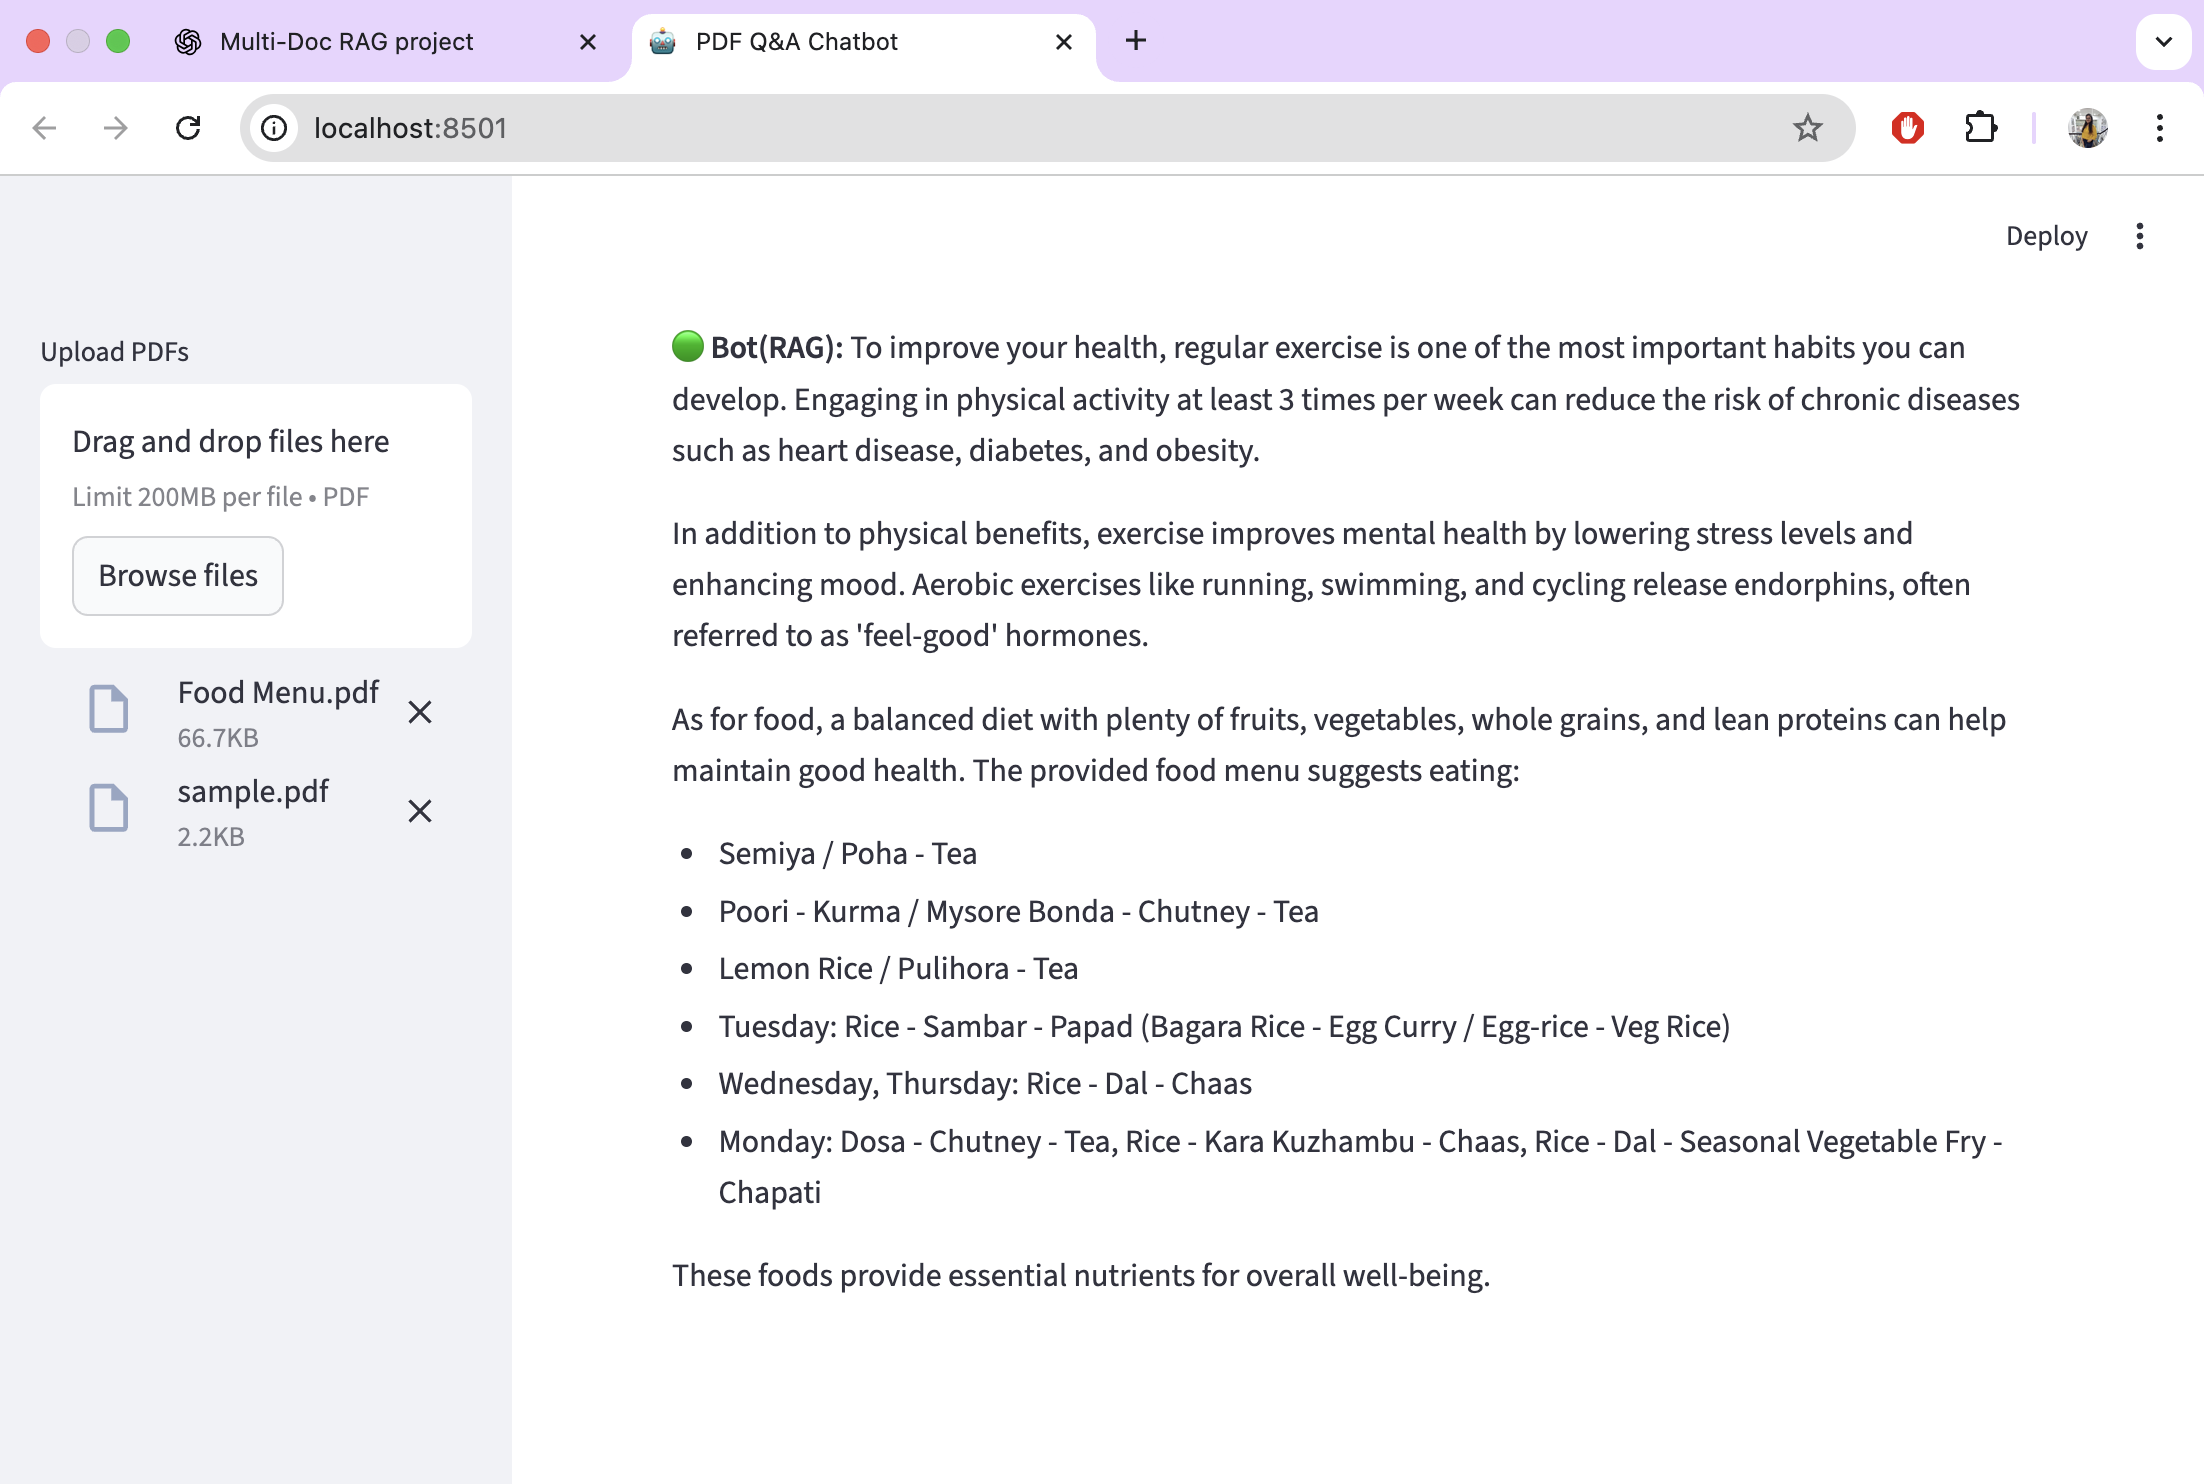 Multi-Doc RAG project
PDF Q&A Chatbot
localhost:8501
Deploy
Upload PDFs
Drag and drop files here
Limit 200MB per file • PDF
Browse files
Food Menu.pdf
66.7KB
sample.pdf
2.2KB
Bot(RAG): To improve your health, regular exercise is one of the most important habits you can
develop. Engaging in physical activity at least 3 times per week can reduce the risk of chronic diseases
such as heart disease, diabetes, and obesity.
In addition to physical benefits, exercise improves mental health by lowering stress levels and
enhancing mood. Aerobic exercises like running, swimming, and cycling release endorphins, often
referred to as 'feel-good' hormones.
As for food, a balanced diet with plenty of fruits, vegetables, whole grains, and lean proteins can help
maintain good health. The provided food menu suggests eating:
• Semiya / Poha - Tea
• Poori - Kurma / Mysore Bonda - Chutney - Tea
• Lemon Rice / Pulihora - Tea
• Tuesday: Rice - Sambar - Papad (Bagara Rice - Egg Curry / Egg-rice - Veg Rice)
• Wednesday, Thursday: Rice - Dal - Chaas
• Monday: Dosa - Chutney - Tea, Rice - Kara Kuzhambu - Chaas, Rice - Dal - Seasonal Vegetable Fry -
Chapati
These foods provide essential nutrients for overall well-being.